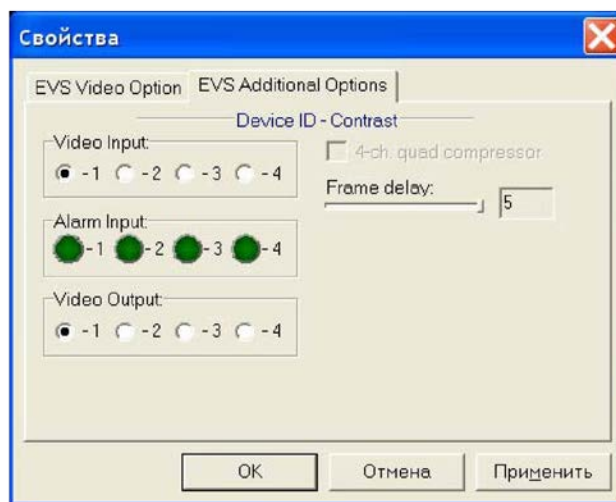 Свойства
EVS Video Option EVS Additional Options
Device ID - Contrast
Video Input:
- 1 - 2 - 3 - 4
4-ch. quad compressor
Frame delay:
5
Alarm Input:
- 1 - 2 - 3 - 4
Video Output:
- 1 - 2 - 3 - 4
OK Отмена Применить